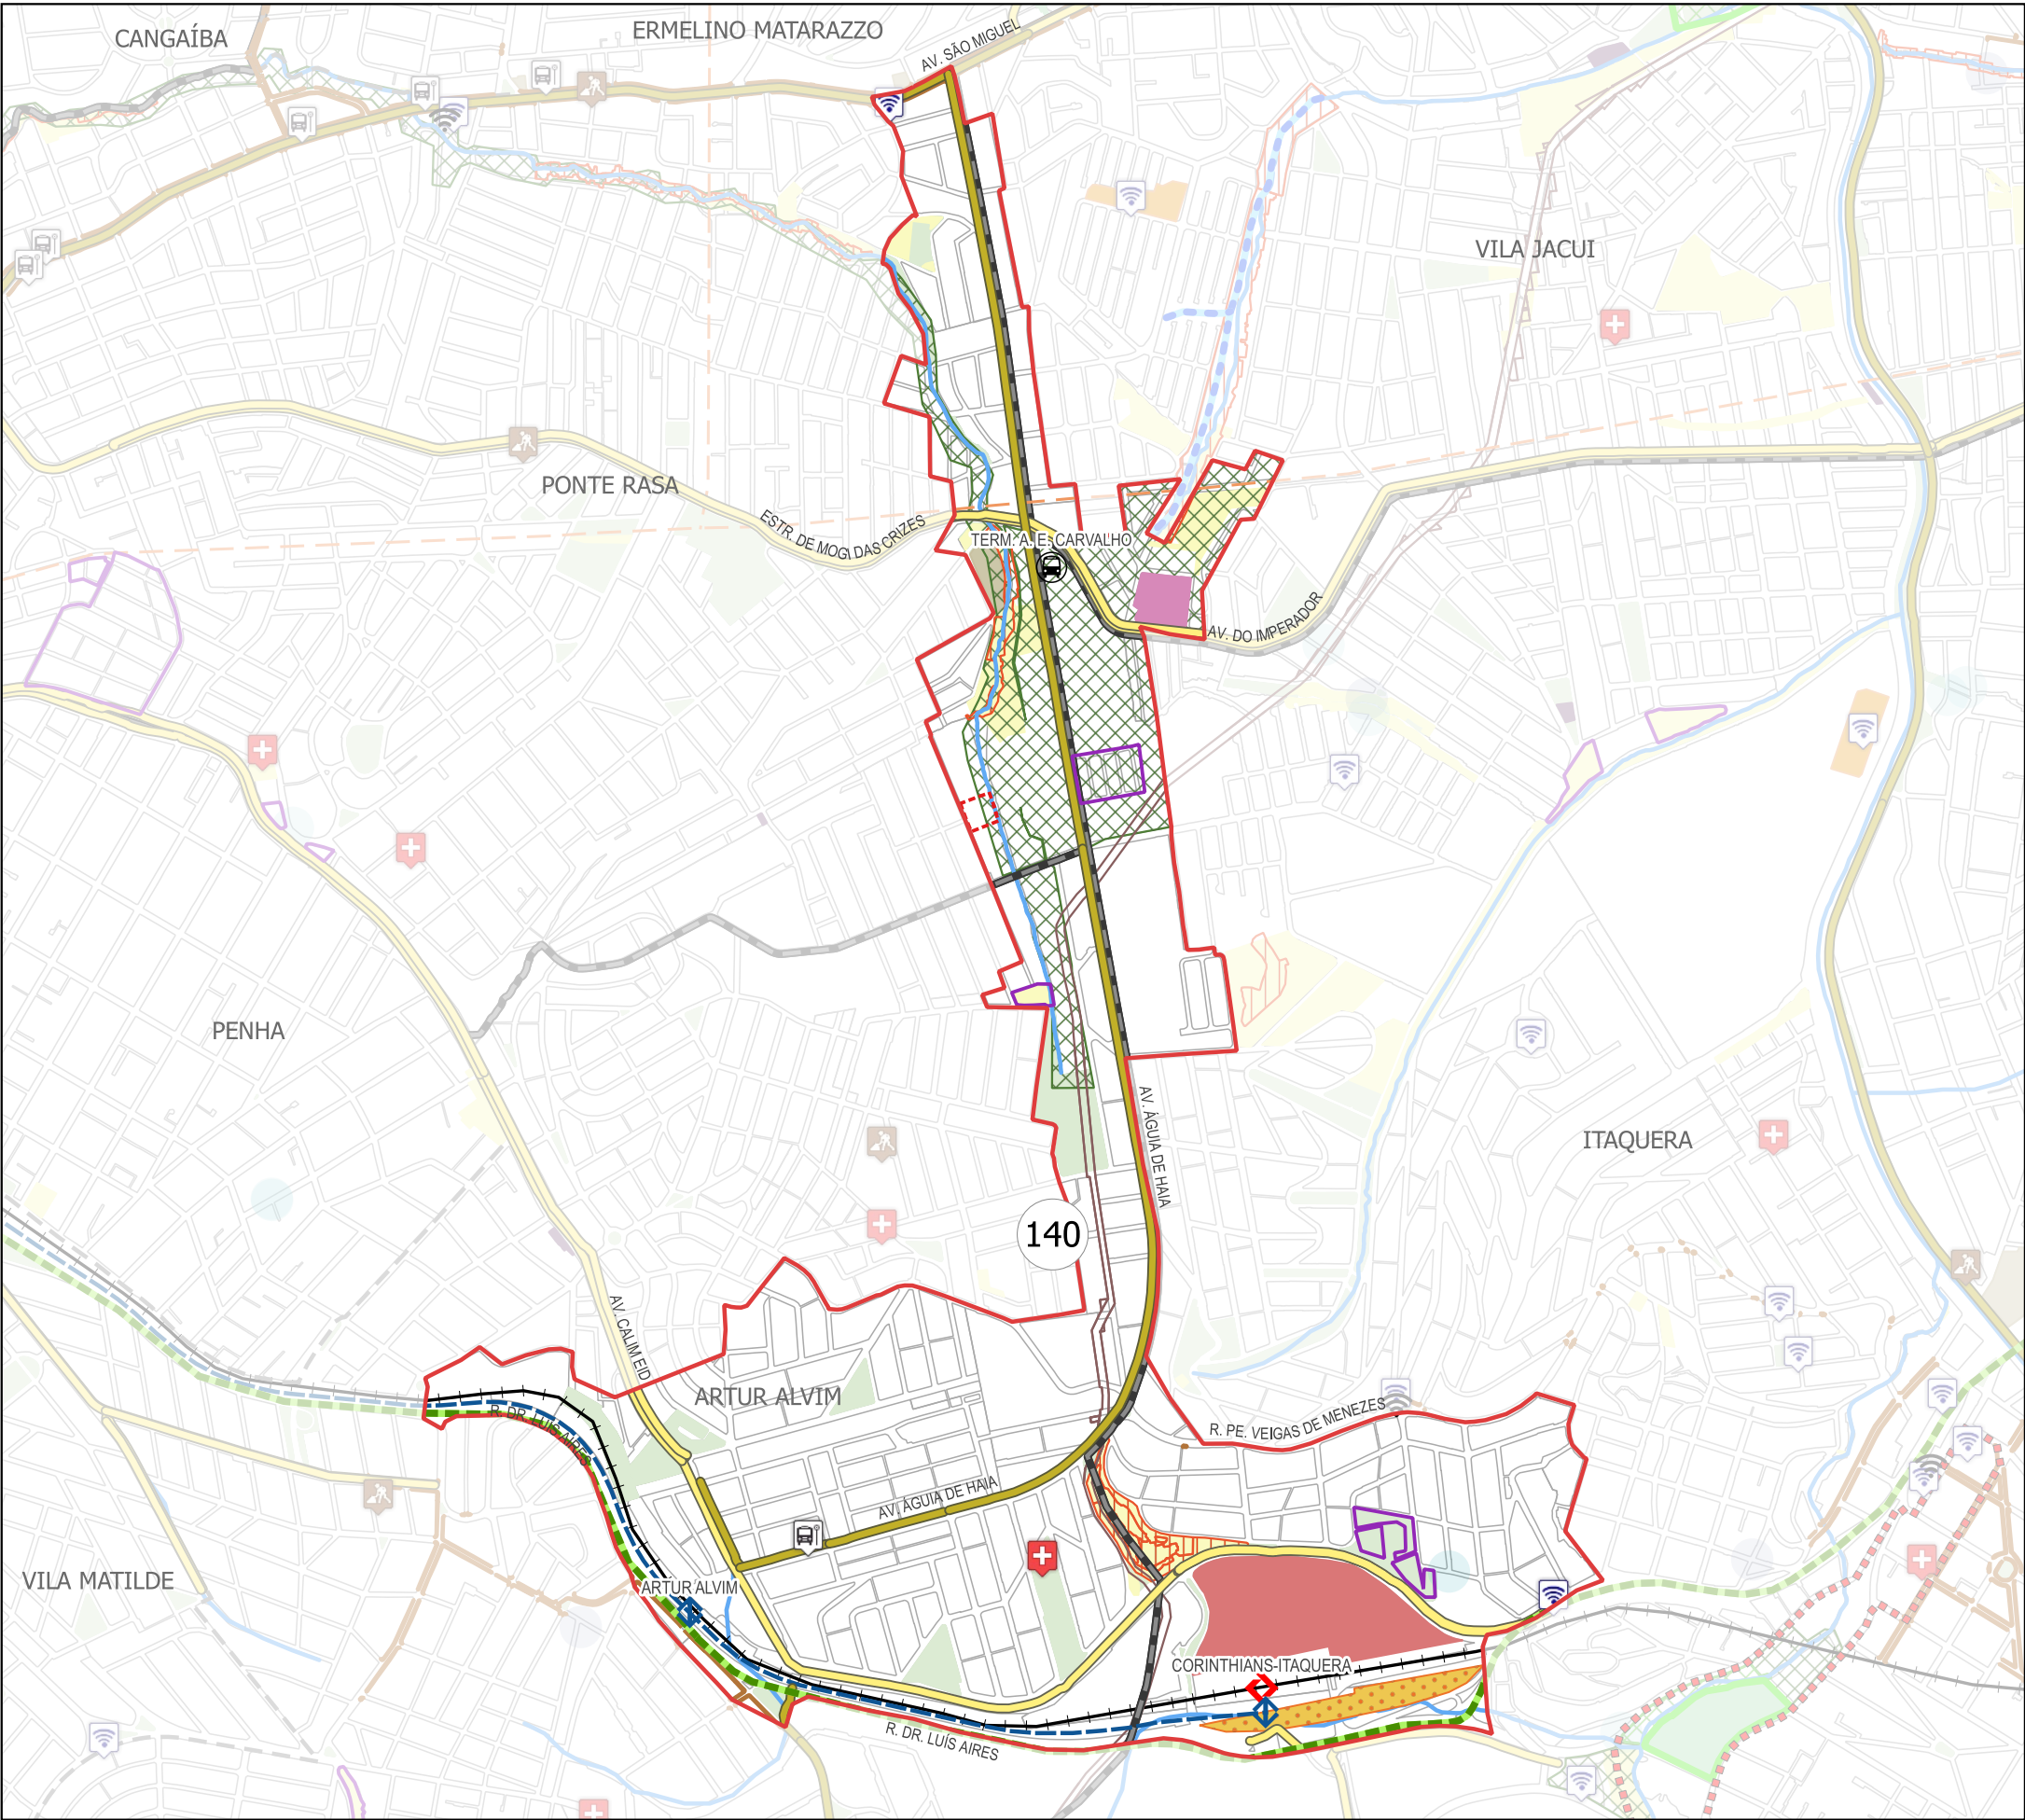 CANGAÍBA
ERMELINO MATARAZZO
AV. SÃO MIGUEL
VILA JACUI
PONTE RASA
ESTR. DE MOGI DAS CRIZES
TERM. A. E. CARVALHO
AV. DO IMPERADOR
PENHA
AV. ÁGUIA DE HAIA
ITAQUERA
140
AV. CALIM EID
ARTUR ALVIM
R. DR. LUÍS AIRES
R. PE. VEIGAS DE MENEZES
AV. ÁGUIA DE HAIA
VILA MATILDE
ARTUR ALVIM
CORINTHIANS-ITAQUERA
R. DR. LUÍS AIRES